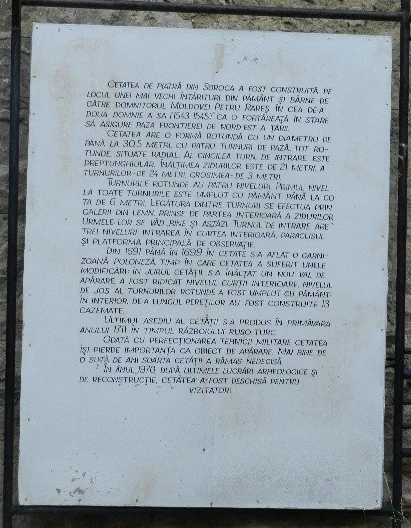 CETATEA DE PIATRĂ DIN SOROCA A FOST CONSTRUITĂ PE
LOCUL UNEI MAI VECHI ÎNTĂRITURI DIN PĂMÂNT ȘI BÂRNE DE
CĂTRE DOMNITORUL MOLDOVEI PETRU RAREȘ ÎN CEA DE-A
DOUA DOMNIE A SA (1543-1545) CA O FORTĂREAȚĂ ÎN STARE
SĂ ASIGURE PAZA FRONTIEREI DE NORD-EST A ȚĂRII.
CETATEA ARE O FORMĂ ROTUNDĂ CU UN DIAMETRU DE
PÂNĂ LA 30.5 METRI, CU PATRU TURNURI DE PAZĂ, TOT RO-
TUNDE, SITUATE RADIAL. AL CINCILEA TURN, DE INTRARE, ESTE
DREPTUNGHIULAR. ÎNĂLȚIMEA ZIDURILOR ESTE DE 21 METRI, A
TURNURILOR- DE 24 METRI, GROSIMEA- DE 3 METRI.
TURNURILE ROTUNDE AU PATRU NIVELURI. PRIMUL NIVEL
LA TOATE TURNURILE ESTE UMPLUT CU PĂMÂNT PÂNĂ LA CO
TA DE 6 METRI. LEGĂTURA DINTRE TURNURI SE EFECTUA PRIN
GALERII DIN LEMN, PRINSE DE PARTEA INTERIOARĂ A ZIDURILOR.
URMELE LOR SE VĂD BINE ȘI ASTĂZI. TURNUL DE INTRARE ARE
TREI NIVELURI: INTRAREA ÎN CURTEA INTERIOARĂ, PARACLISUL
ȘI PLATFORMA PRINCIPALĂ DE OBSERVAȚIE.
DIN 1691 PÂNĂ ÎN 1699 ÎN CETATE S-A AFLAT O GARNI-
ZOANĂ POLONEZĂ, TIMP ÎN CARE CETATEA A SUFERIT UNELE
MODIFICĂRI: ÎN JURUL CETĂȚII S-A ÎNĂLȚAT UN NOU VAL DE
APĂRARE, A FOST RIDICAT NIVELUL CURȚII INTERIOARE, NIVELUL
DE JOS AL TURNURILOR ROTUNDE A FOST UMPLUT CU PĂMÂNT
ÎN INTERIOR, DE-A LUNGUL PEREȚILOR AU FOST CONSTRUITE 13
CAZEMATE.
ULTIMUL ASEDIU AL CETĂȚII S-A PRODUS ÎN PRIMĂVARA
ANULUI 1711 ÎN TIMPUL RĂZBOIULUI RUSO TURC.
ODATĂ CU PERFECȚIONAREA TEHNICII MILITARE CETATEA
ÎȘI PIERDE IMPORTANȚA CA OBIECT DE APĂRARE. MAI BINE DE
O SUTĂ DE ANI SOARTA CETĂȚII A RĂMAS NEDECISĂ.
ÎN ANUL 1970, DUPĂ ULTIMELE LUCRĂRI ARHEOLOGICE ȘI
DE RECONSTRUCȚIE, CETATEA A FOST DESCHISĂ PENTRU
VIZITATORI.